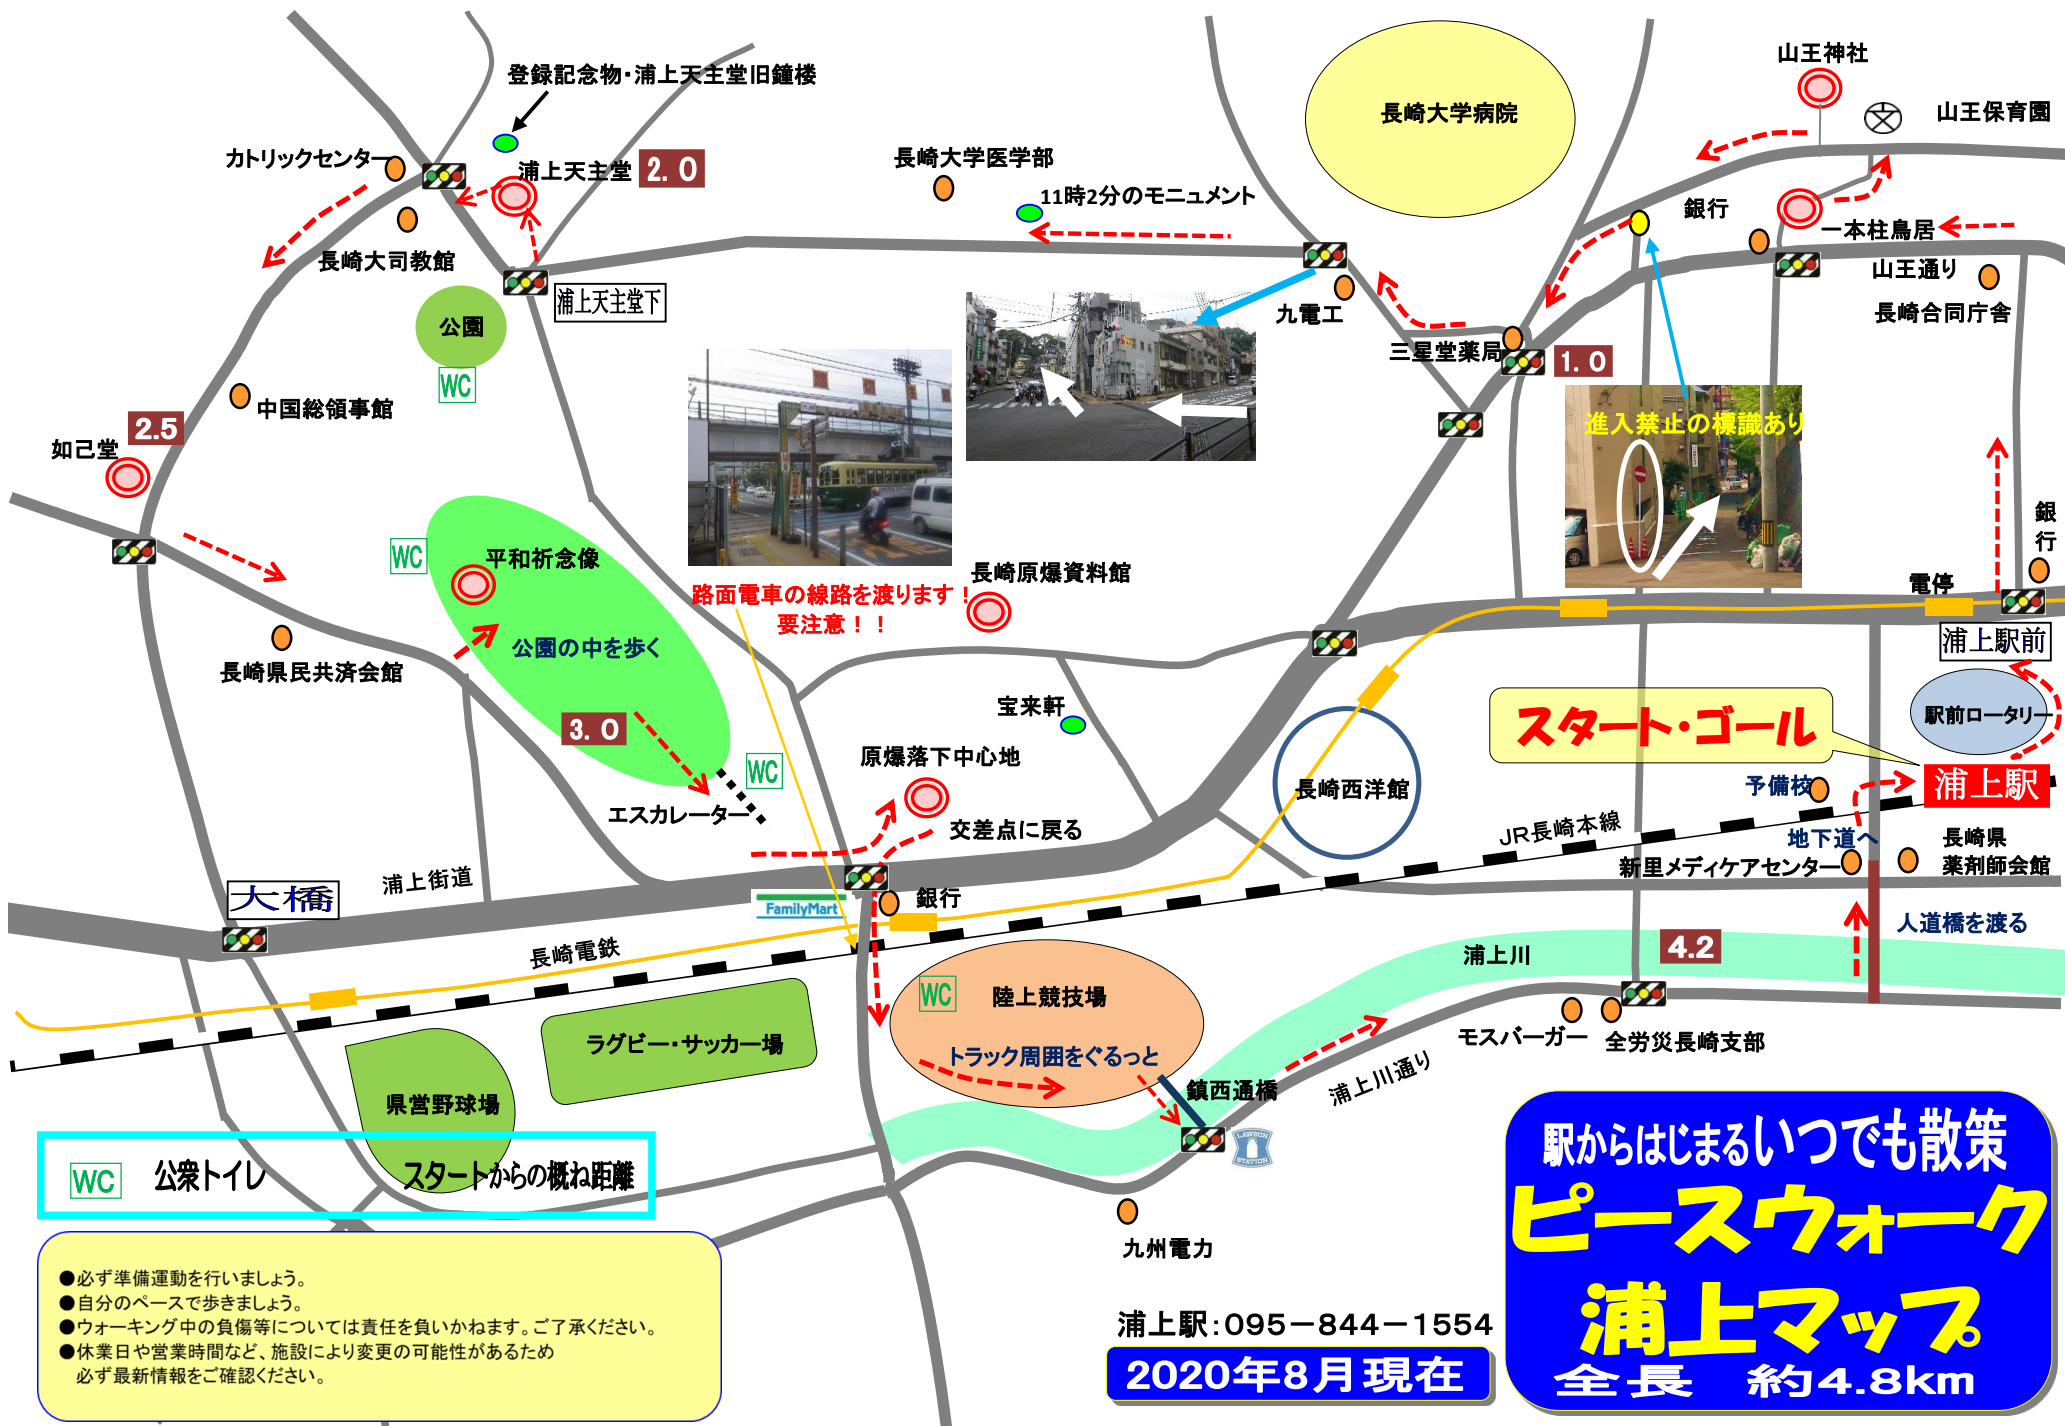 登録記念物・浦上天主堂旧鐘楼
カトリックセンター
浦上天主堂
2.0
長崎大司教館
浦上天主堂下
公園
WC
中国総領事館
如己堂
2.5
長崎大学医学部
11時2分のモニュメント
長崎大学病院
山王神社
山王保育園
銀行
一本柱鳥居
山王通り
長崎合同庁舎
九電工
三星堂薬局
1.0
進入禁止の標識あり
銀
行
電停
浦上駅前
駅前ロータリー
スタート・ゴール
浦上駅
予備校
地下道へ
JR長崎本線
新里メディケアセンター
長崎県
薬剤師会館
人道橋を渡る
WC
平和祈念像
公園の中を歩く
3.0
WC
エスカレーター
長崎県民共済会館
路面電車の線路を渡ります!
要注意!!
長崎原爆資料館
宝来軒
原爆落下中心地
交差点に戻る
長崎西洋館
浦上街道
大橋
FamilyMart
銀行
長崎電鉄
WC
陸上競技場
トラック周囲をぐるっと
ラグビー・サッカー場
県営野球場
浦上川
4.2
モスバーガー
全労災長崎支部
鎮西通橋
浦上川通り
LAWSON
STATION
九州電力
WC 公衆トイレ スタートからの概ね距離
●必ず準備運動を行いましょう。
●自分のペースで歩きましょう。
●ウォーキング中の負傷等については責任を負いかねます。ご了承ください。
●休業日や営業時間など、施設により変更の可能性があるため
必ず最新情報をご確認ください。
浦上駅:095-844-1554
2020年8月現在
駅からはじまるいつでも散策
ピースウォーク
浦上マップ
全長 約4.8km